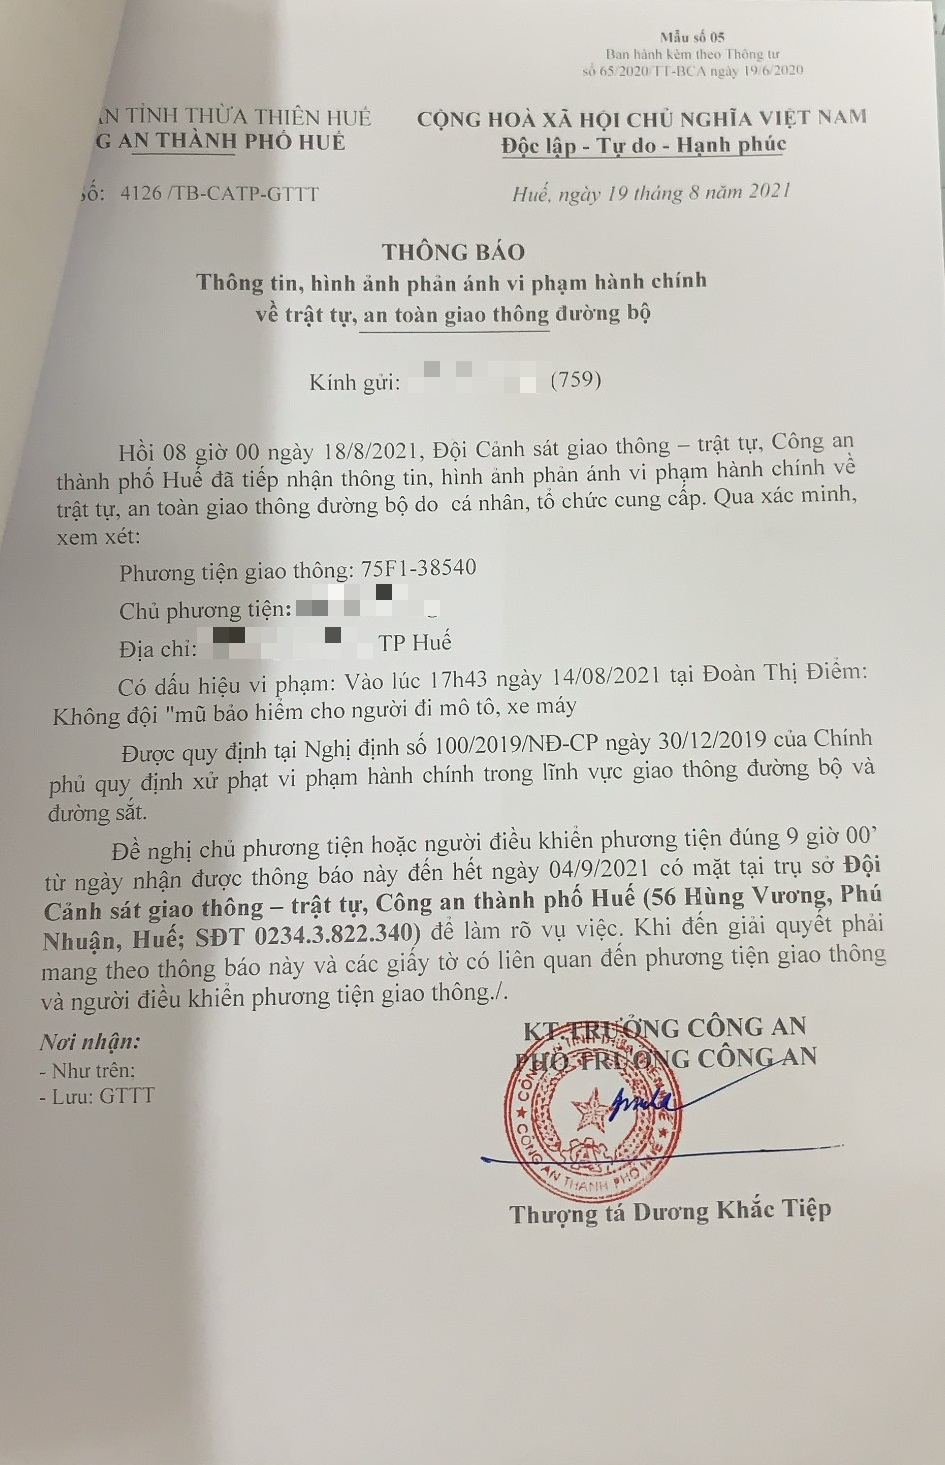 Mẫu số 05
Ban hành kèm theo Thông tư
số 65/2020/TT-BCA ngày 19/6/2020
AN TỈNH THỪA THIÊN HUẾ
G AN THÀNH PHỐ HUẾ
CỘNG HOÀ XÃ HỘI CHỦ NGHĨA VIỆT NAM
Độc lập - Tự do - Hạnh phúc
Số: 4126 /TB-CATP-GTTT
Huế, ngày 19 tháng 8 năm 2021
THÔNG BÁO
Thông tin, hình ảnh phản ánh vi phạm hành chính
về trật tự, an toàn giao thông đường bộ
Kính gửi: (759)
Hồi 08 giờ 00 ngày 18/8/2021, Đội Cảnh sát giao thông – trật tự, Công an
thành phố Huế đã tiếp nhận thông tin, hình ảnh phản ánh vi phạm hành chính về
trật tự, an toàn giao thông đường bộ do cá nhân, tổ chức cung cấp. Qua xác minh,
xem xét:
Phương tiện giao thông: 75F1-38540
Chủ phương tiện:
Địa chỉ: TP Huế
Có dấu hiệu vi phạm: Vào lúc 17h43 ngày 14/08/2021 tại Đoàn Thị Điểm:
Không đội "mũ bảo hiểm cho người đi mô tô, xe máy
Được quy định tại Nghị định số 100/2019/NĐ-CP ngày 30/12/2019 của Chính
phủ quy định xử phạt vi phạm hành chính trong lĩnh vực giao thông đường bộ và
đường sắt.
Đề nghị chủ phương tiện hoặc người điều khiển phương tiện đúng 9 giờ 00’
từ ngày nhận được thông báo này đến hết ngày 04/9/2021 có mặt tại trụ sở Đội
Cảnh sát giao thông – trật tự, Công an thành phố Huế (56 Hùng Vương, Phú
Nhuận, Huế; SĐT 0234.3.822.340) để làm rõ vụ việc. Khi đến giải quyết phải
mang theo thông báo này và các giấy tờ có liên quan đến phương tiện giao thông
và người điều khiển phương tiện giao thông./.
Nơi nhận:
- Như trên;
- Lưu: GTTT
KT.TRƯỞNG CÔNG AN
PHÓ TRƯỞNG CÔNG AN
CÔNG AN THÀNH PHỐ HUẾ
Thượng tá Dương Khắc Tiệp